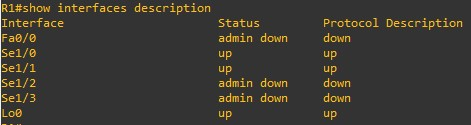 R1#show interfaces description
Interface Status Protocol Description
Fa0/0 admin down down
Se1/0 up up
Se1/1 up up
Se1/2 admin down down
Se1/3 admin down down
Lo0 up up